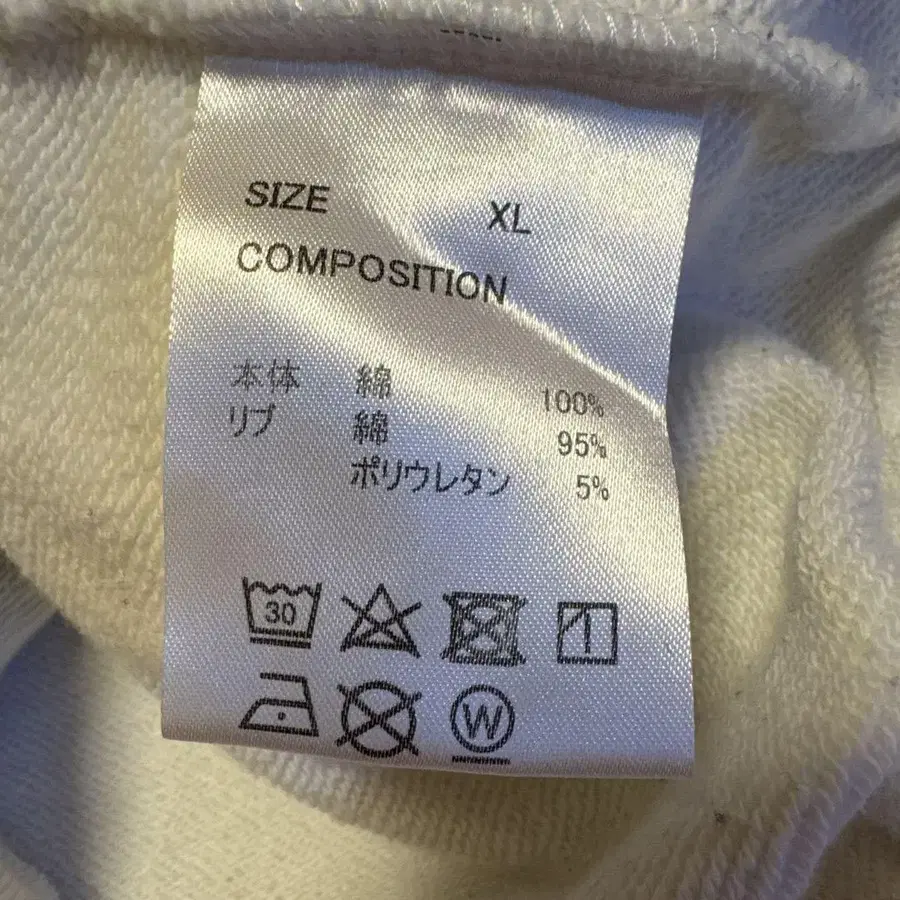 SIZE XL
COMPOSITION
本体 綿 100%
リブ 綿 95%
ポリウレタン 5%
30
W